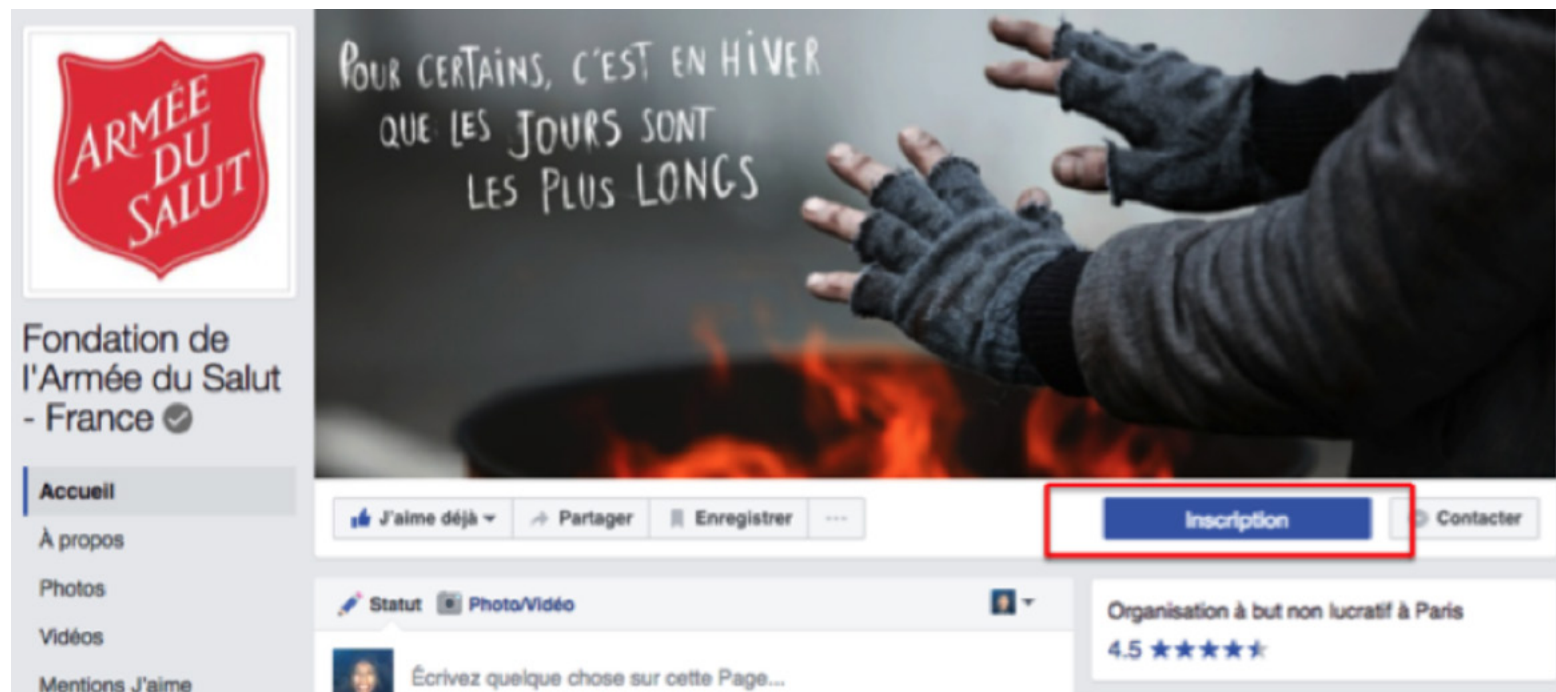 ARMÉE
DU
SALUT
POUR CERTAINS, C'EST EN HIVER
QUE LES JOURS SONT
LES PLUS LONGS
Fondation de
l'Armée du Salut
- France
Accueil
À propos
Photos
Vidéos
Mentions J'aime
J'aime déjà
Partager
Enregistrer
...
Inscription
Contacter
Statut
Photo/Vidéo
Écrivez quelque chose sur cette Page...
Organisation à but non lucratif à Paris
4.5 ★★★★★